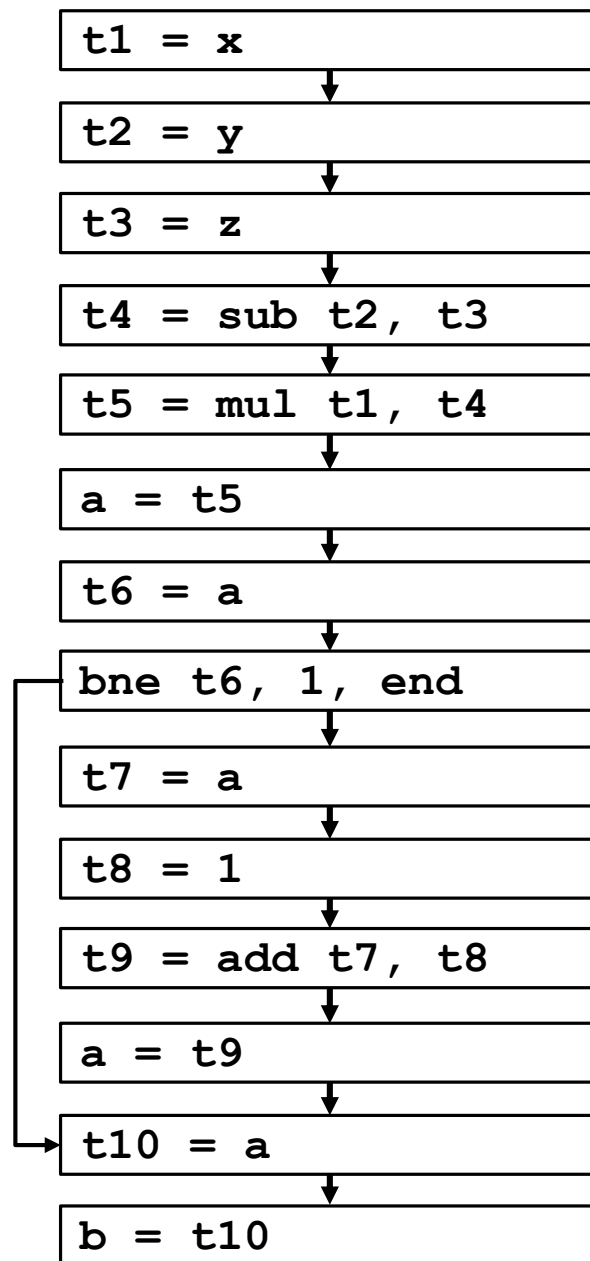 t1 = x
t2 = y
t3 = z
t4 = sub t2, t3
t5 = mul t1, t4
a = t5
t6 = a
bne t6, 1, end
t7 = a
t8 = 1
t9 = add t7, t8
a = t9
t10 = a
b = t10